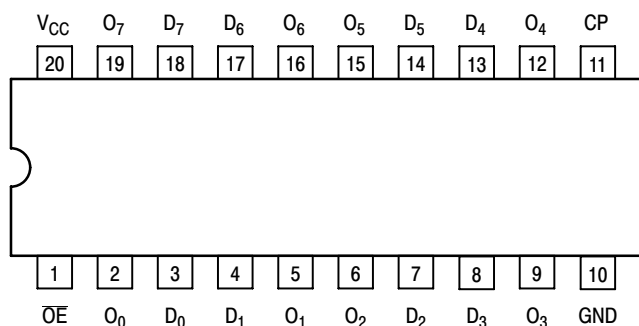 V_CC O₇ D₇ D₆ O₆ O₅ D₅ D₄ O₄ CP
20 19 18 17 16 15 14 13 12 11
1 2 3 4 5 6 7 8 9 10
O̅E̅ O₀ D₀ D₁ O₁ O₂ D₂ D₃ O₃ GND